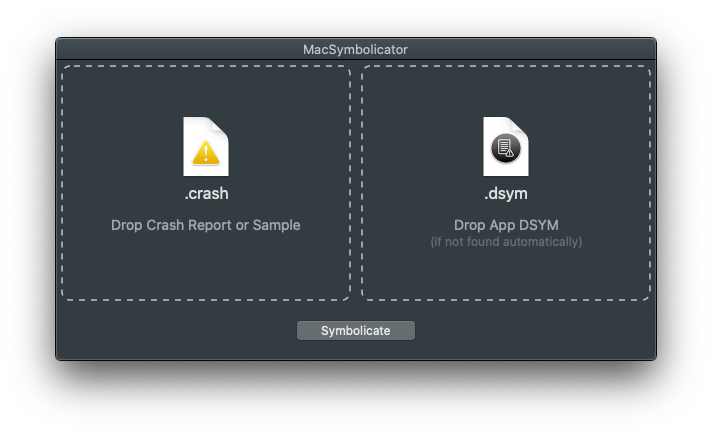 MacSymbolicator
.crash
Drop Crash Report or Sample
.dsym
Drop App DSYM
(if not found automatically)
Symbolicate